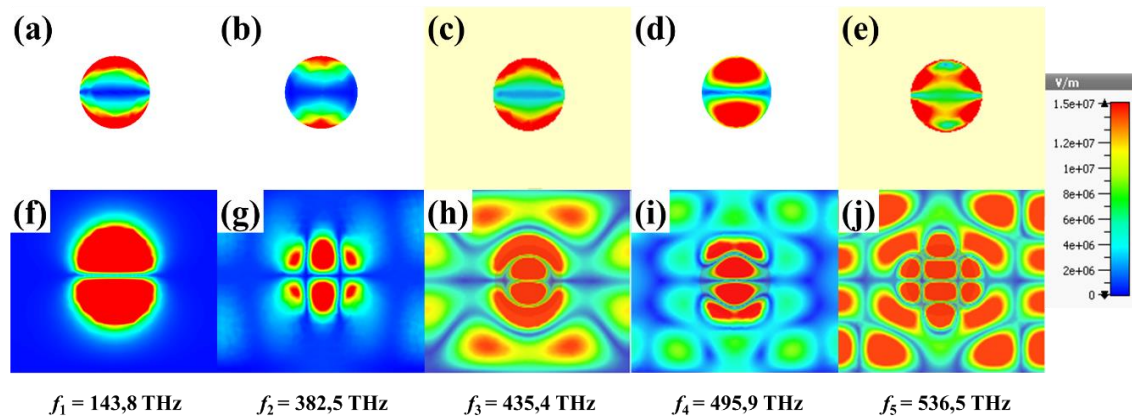 (a) (b) (c) (d) (e)
V/m
1.5e+07
1.2e+07
1e+07
8e+06
6e+06
4e+06
2e+06
0
(f) (g) (h) (i) (j)
f₁ = 143,8 THz f₂ = 382,5 THz f₃ = 435,4 THz f₄ = 495,9 THz f₅ = 536,5 THz